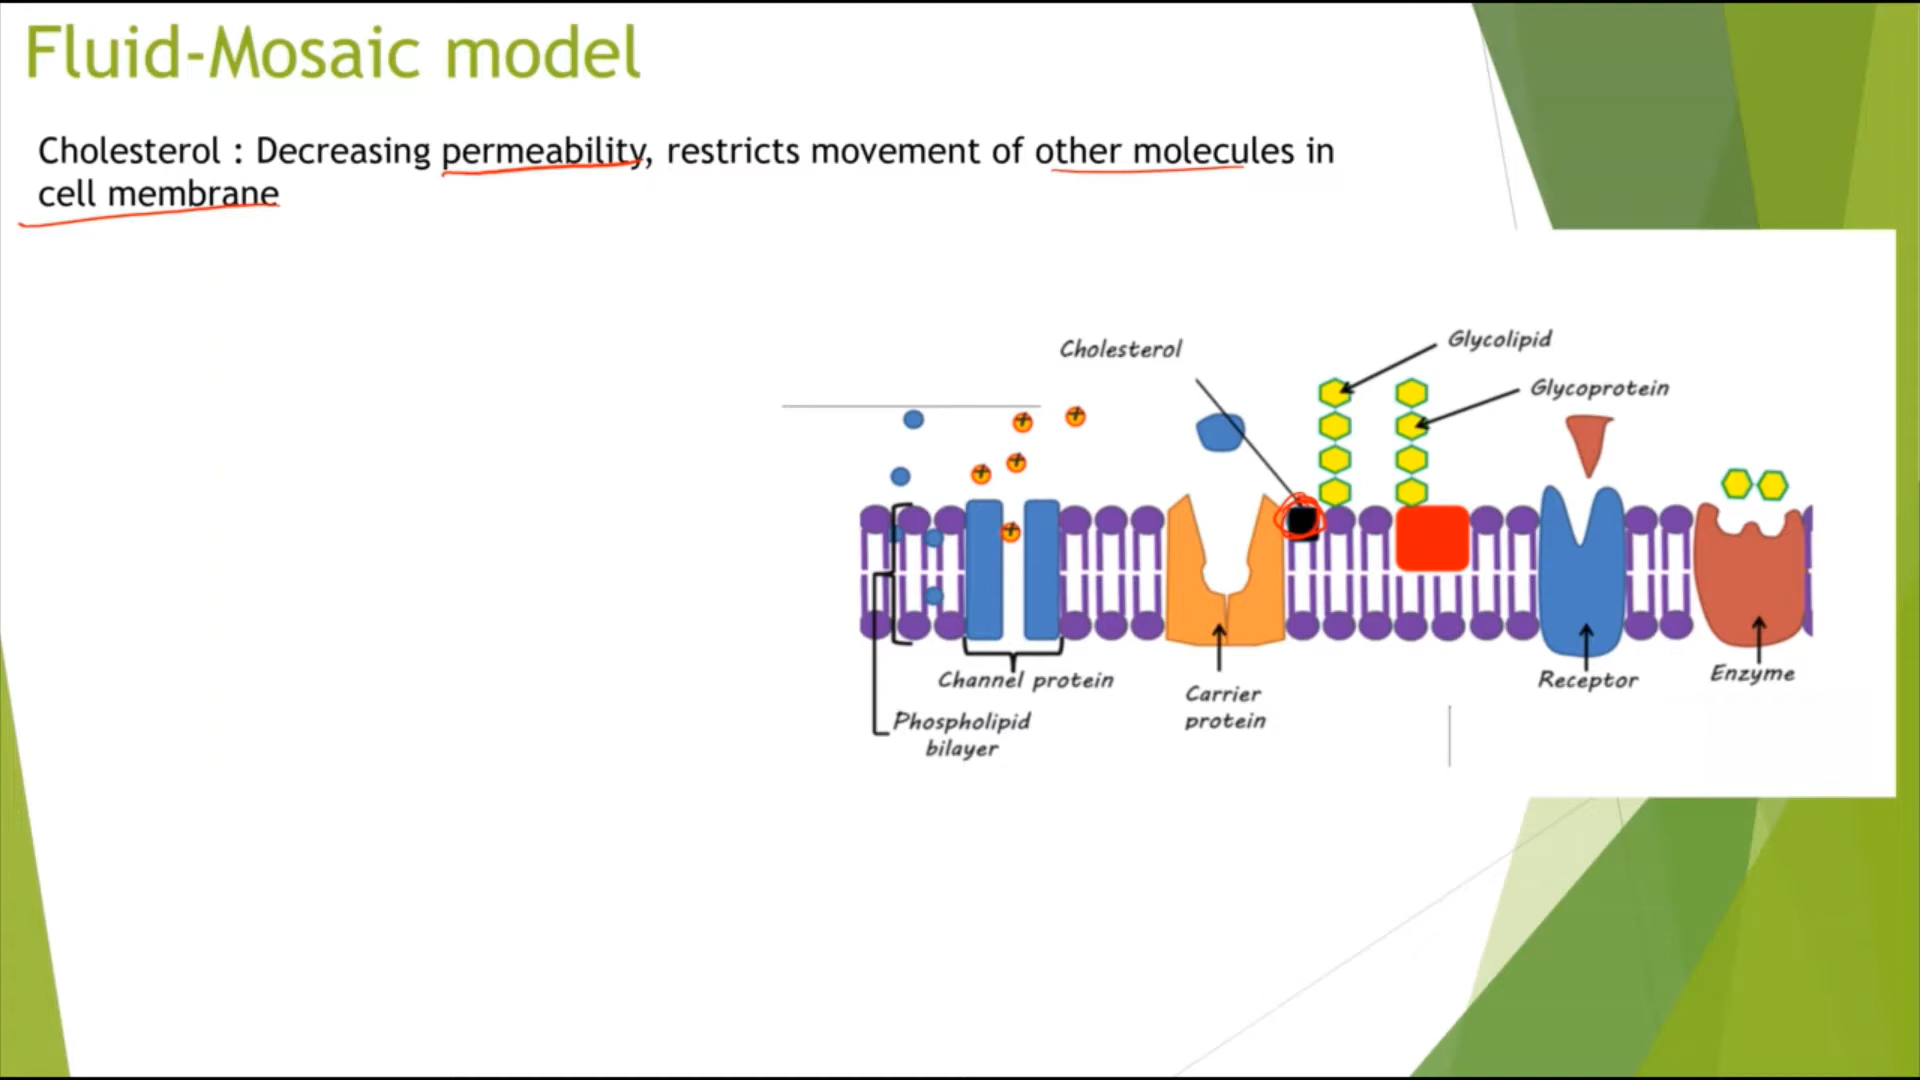 Fluid-Mosaic model
Cholesterol : Decreasing permeability, restricts movement of other molecules in
cell membrane
Cholesterol
Glycolipid
Glycoprotein
Channel protein
Phospholipid
bilayer
Carrier
protein
Receptor
Enzyme